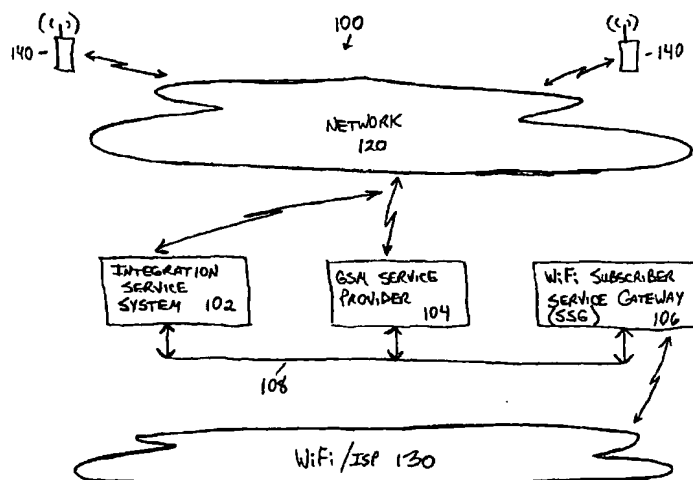 100
140
140
NETWORK
120
INTEGRATION
SERVICE
SYSTEM 102
GSM SERVICE
PROVIDER 104
WiFi SUBSCRIBER
SERVICE GATEWAY
(SSG) 106
108
WiFi/ISP 130